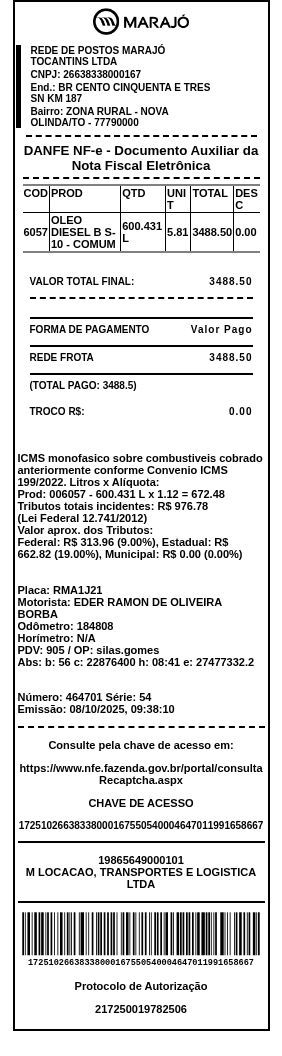 MARAJÓ
REDE DE POSTOS MARAJÓ
TOCANTINS LTDA
CNPJ: 26638338000167
End.: BR CENTO CINQUENTA E TRES
SN KM 187
Bairro: ZONA RURAL - NOVA
OLINDA/TO - 77790000
DANFE NF-e - Documento Auxiliar da
Nota Fiscal Eletrônica
COD PROD QTD UNI T TOTAL DES C
6057 OLEO DIESEL B S-10 - COMUM 600.431 L 5.81 3488.50 0.00
VALOR TOTAL FINAL: 3488.50
FORMA DE PAGAMENTO Valor Pago
REDE FROTA 3488.50
(TOTAL PAGO: 3488.5)
TROCO R$: 0.00
ICMS monofasico sobre combustiveis cobrado
anteriormente conforme Convenio ICMS
199/2022. Litros x Alíquota:
Prod: 006057 - 600.431 L x 1.12 = 672.48
Tributos totais incidentes: R$ 976.78
(Lei Federal 12.741/2012)
Valor aprox. dos Tributos:
Federal: R$ 313.96 (9.00%), Estadual: R$
662.82 (19.00%), Municipal: R$ 0.00 (0.00%)
Placa: RMA1J21
Motorista: EDER RAMON DE OLIVEIRA
BORBA
Odômetro: 184808
Horímetro: N/A
PDV: 905 / OP: silas.gomes
Abs: b: 56 c: 22876400 h: 08:41 e: 27477332.2
Número: 464701 Série: 54
Emissão: 08/10/2025, 09:38:10
Consulte pela chave de acesso em:
https://www.nfe.fazenda.gov.br/portal/consulta
Recaptcha.aspx
CHAVE DE ACESSO
17251026638338000167550540004647011991658667
19865649000101
M LOCACAO, TRANSPORTES E LOGISTICA
LTDA
17251026638338000167550540004647011991658667
Protocolo de Autorização
217250019782506